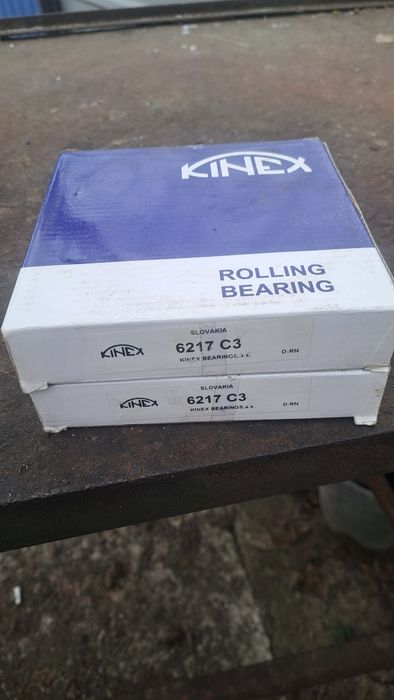 KINEX
ROLLING
BEARING
SLOVAKIA
KINEX 6217 C3
KINEX BEARINGS, a.s. D-RN
SLOVAKIA
KINEX 6217 C3
KINEX BEARINGS, a.s. D-RN